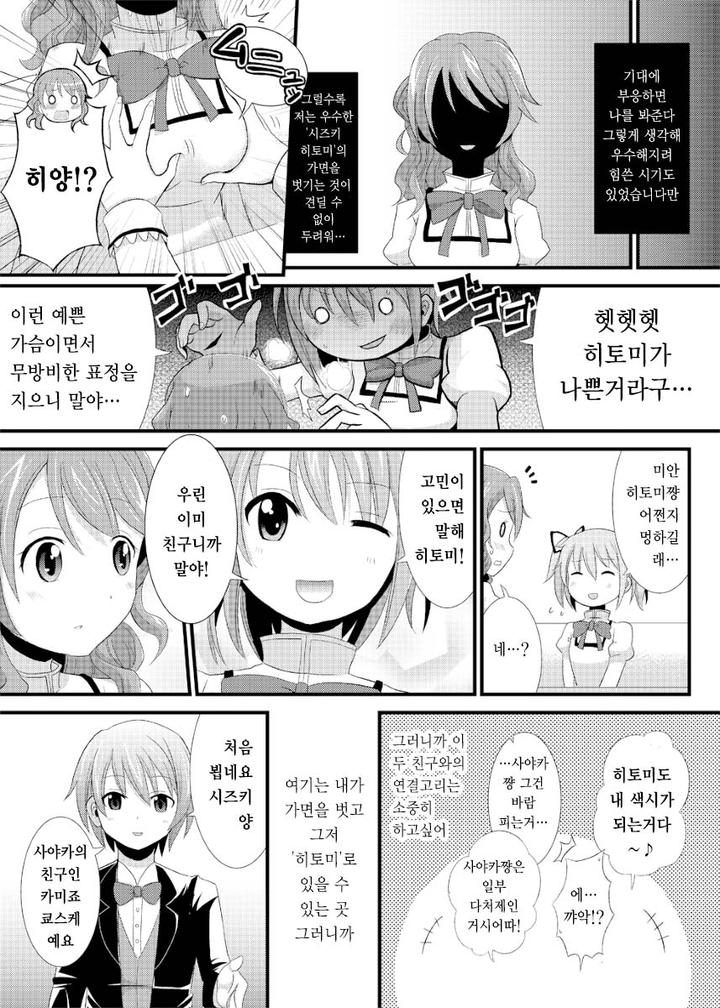 기대에
부응하면
나를 봐준다
그렇게 생각해
우수해지려
힘쓴 시기도
있었습니다만
그럴수록
저는 우수한
'시즈키
히토미'의
가면을
벗기는 것이
견딜 수
없이
두려워…
ムニュっ
히양!?
헷헷헷
히토미가
나쁜거라구…
ゴゴゴゴゴ
이런 예쁜
가슴이면서
무방비한 표정을
지으니 말야…
미안
히토미쨩
어쩐지
멍하길
래…
네…?
고민이
있으면
말해
히토미!
우린
이미
친구니까
말야!
히토미도
내 색시가
되는거다
~♪
에…
꺄악!?
…사야카
쨩 그건
바람
피는거…
사야카쨩은
일부
다처제인
거시어따!
그러니까 이
두 친구와의
연결고리는
소중히
하고싶어
여기는 내가
가면을 벗고
그저
'히토미'로
있을 수
있는 곳
그러니까
처음
뵙네요
시즈키
양
사야카의
친구인
카미죠
쿄스케
예요